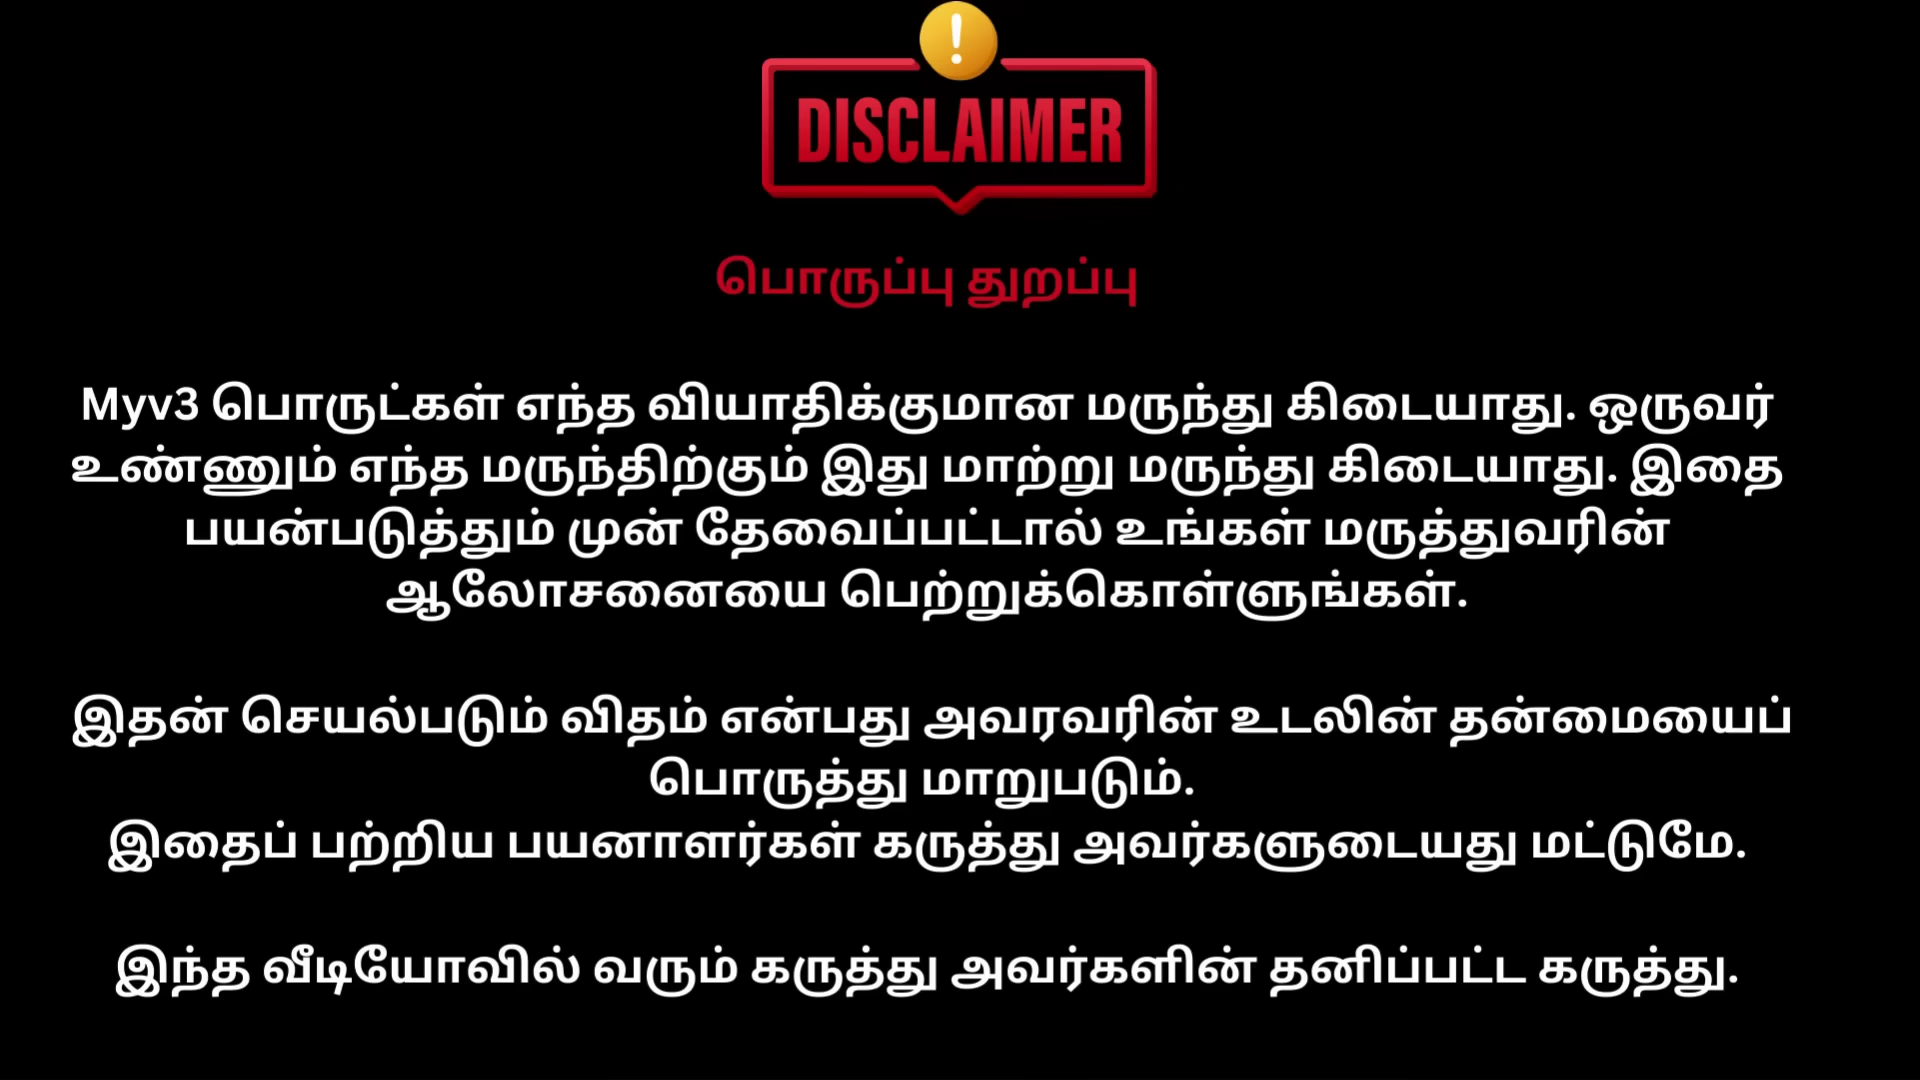 !
DISCLAIMER
பொருப்பு துறப்பு
Myv3 பொருட்கள் எந்த வியாதிக்குமான மருந்து கிடையாது. ஒருவர்
உண்ணும் எந்த மருந்திற்கும் இது மாற்று மருந்து கிடையாது. இதை
பயன்படுத்தும் முன் தேவைப்பட்டால் உங்கள் மருத்துவரின்
ஆலோசனையை பெற்றுக்கொள்ளுங்கள்.
இதன் செயல்படும் விதம் என்பது அவரவரின் உடலின் தன்மையைப்
பொருத்து மாறுபடும்.
இதைப் பற்றிய பயனாளர்கள் கருத்து அவர்களுடையது மட்டுமே.
இந்த வீடியோவில் வரும் கருத்து அவர்களின் தனிப்பட்ட கருத்து.